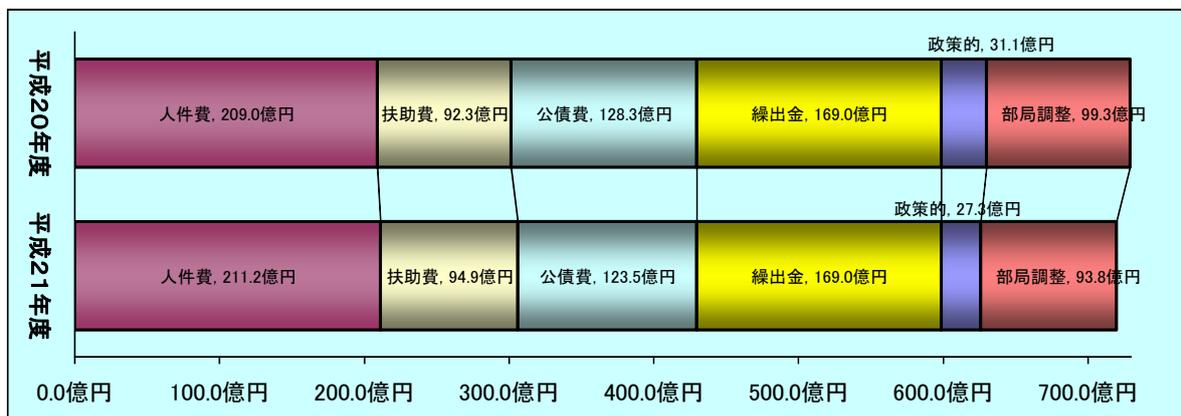 政策的, 31.1億円
平成20年度
人件費, 209.0億円
扶助費, 92.3億円
公債費, 128.3億円
繰出金, 169.0億円
部局調整, 99.3億円
政策的, 27.3億円
平成21年度
人件費, 211.2億円
扶助費, 94.9億円
公債費, 123.5億円
繰出金, 169.0億円
部局調整, 93.8億円
0.0億円
100.0億円
200.0億円
300.0億円
400.0億円
500.0億円
600.0億円
700.0億円